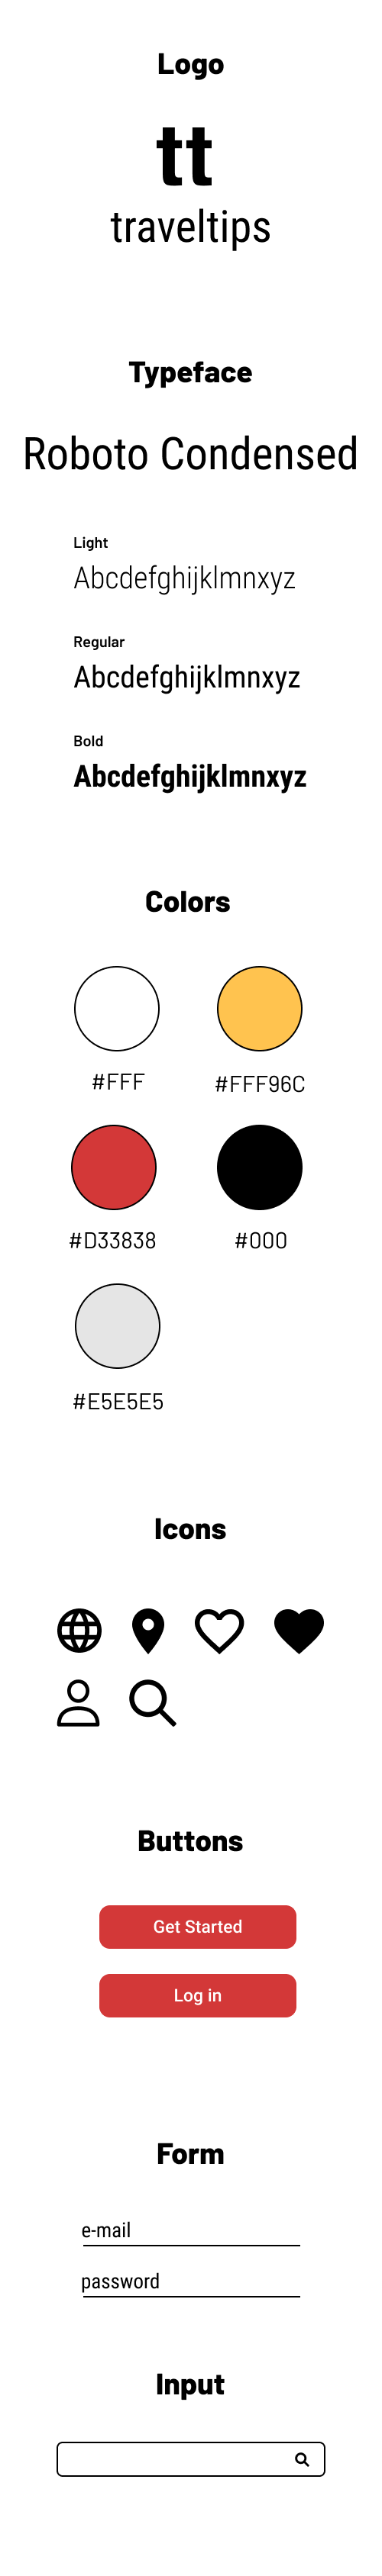 Logo
tt
traveltips
Typeface
Roboto Condensed
Light
Abcdefghijklmnxyz
Regular
Abcdefghijklmnxyz
Bold
Abcdefghijklmnxyz
Colors
#FFF
#FFF96C
#D33838
#000
#E5E5E5
Icons
Buttons
Get Started
Log in
Form
e-mail
password
Input